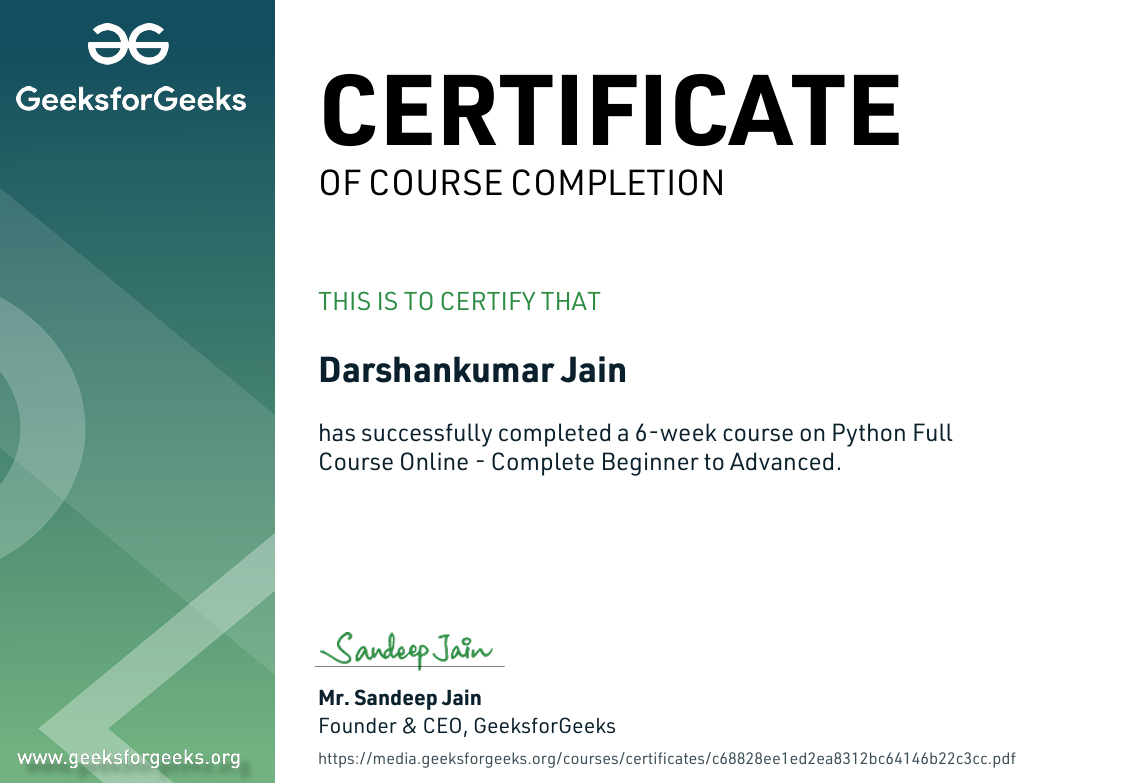 GeeksforGeeks
CERTIFICATE
OF COURSE COMPLETION
THIS IS TO CERTIFY THAT
Darshankumar Jain
has successfully completed a 6-week course on Python Full
Course Online - Complete Beginner to Advanced.
Sandeep Jain
Mr. Sandeep Jain
Founder & CEO, GeeksforGeeks
https://media.geeksforgeeks.org/courses/certificates/c68828ee1ed2ea8312bc64146b22c3cc.pdf
www.geeksforgeeks.org